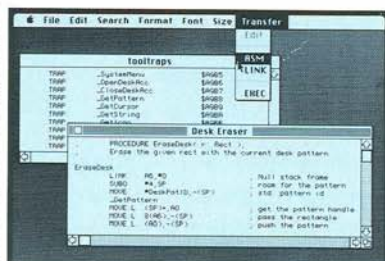 File Edit Search Format Font Size Transfer
Edit
ASM
LINK
EXEC
tooltraps
TRAP _SystemMenu $A9B5
TRAP _OpenDeskAcc $A9B6
TRAP _CloseDeskAcc $A9B7
TRAP _GetPattern $A9B8
TRAP _GetCursor $A9B9
TRAP _GetString $A9BA
TRAP
Desk Eraser
; PROCEDURE EraseDesk( r: Rect );
; Erase the given rect with the current desk pattern
EraseDesk
LINK A6,#0 ; Null stack frame
SUBQ #4,SP ; room for the pattern
MOVE #DeskPatID,-(SP) ; std pattern id
_GetPattern
MOVE.L (SP)+,A0 ; get the pattern handle
MOVE.L 8(A6),-(SP) ; pass the rectangle
MOVE.L (A0),-(SP) ; push the pattern